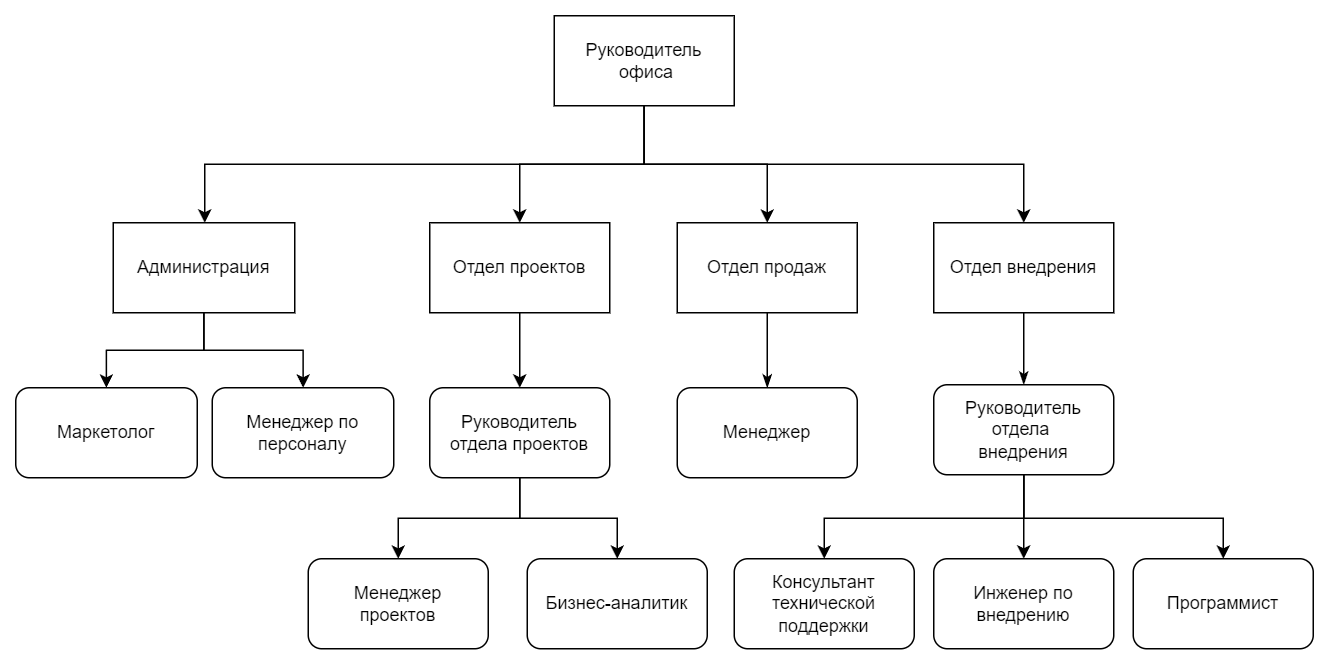 Руководитель
офиса
Администрация
Отдел проектов
Отдел продаж
Отдел внедрения
Маркетолог
Менеджер по
персоналу
Руководитель
отдела проектов
Менеджер
Руководитель
отдела
внедрения
Менеджер
проектов
Бизнес-аналитик
Консультант
технической
поддержки
Инженер по
внедрению
Программист